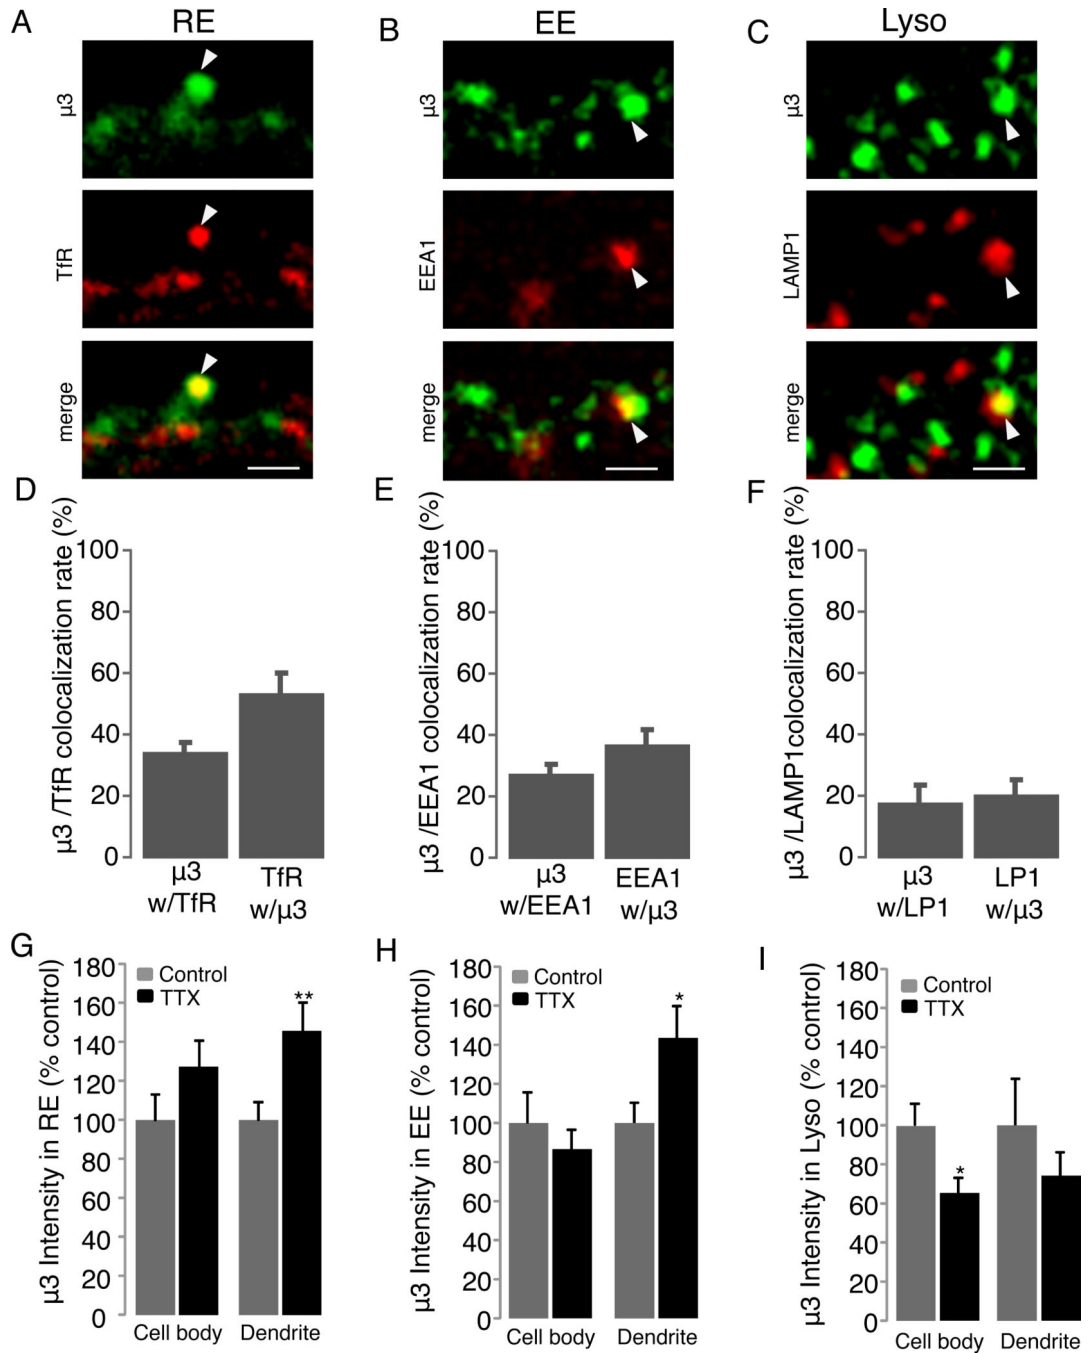 A RE
B EE
C Lyso
µ3
TfR
merge
µ3
EEA1
merge
µ3
LAMP1
merge
D
µ3 /TfR colocalization rate (%)
100
80
60
40
20
0
µ3
w/TfR
TfR
w/µ3
E
µ3 /EEA1 colocalization rate (%)
100
80
60
40
20
0
µ3
w/EEA1
EEA1
w/µ3
F
µ3 /LAMP1colocalization rate (%)
100
80
60
40
20
0
µ3
w/LP1
LP1
w/µ3
G
µ3 Intensity in RE (% control)
180
160
140
120
100
80
60
40
20
0
Control
TTX
**
Cell body Dendrite
H
µ3 Intensity in EE (% control)
180
160
140
120
100
80
60
40
20
0
Control
TTX
*
Cell body Dendrite
I
µ3 Intensity in Lyso (% control)
180
160
140
120
100
80
60
40
20
0
Control
TTX
*
Cell body Dendrite